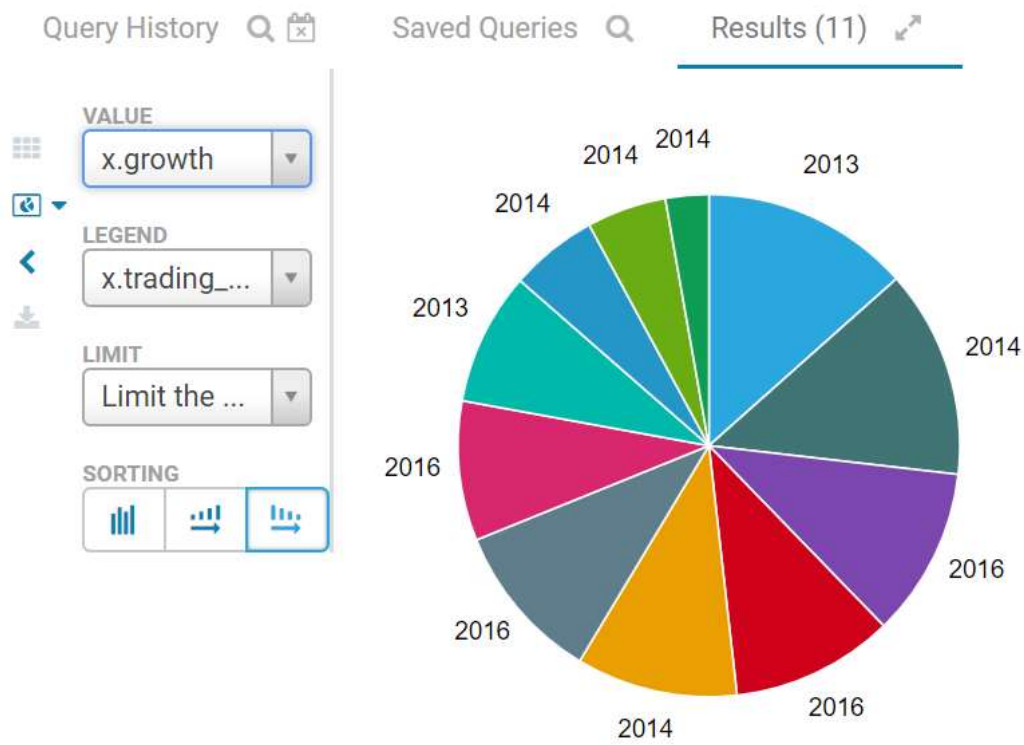 Query History
Saved Queries
Results (11)
VALUE
x.growth
LEGEND
x.trading_...
LIMIT
Limit the ...
SORTING
2014
2014
2013
2014
2013
2014
2016
2016
2016
2016
2014